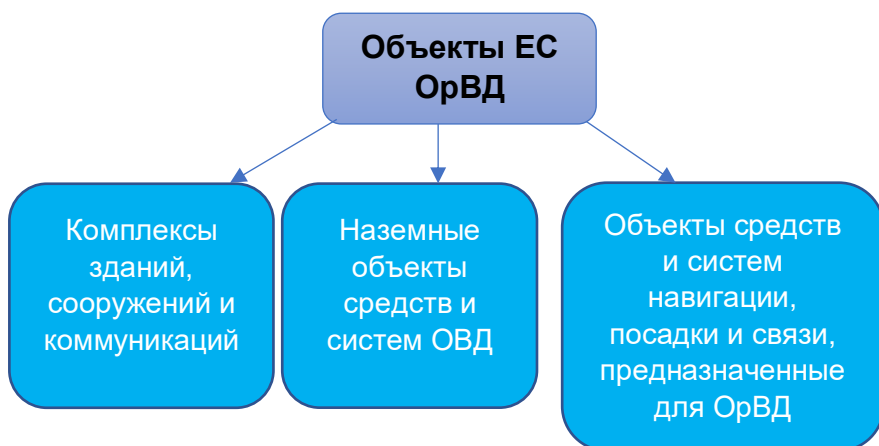 Объекты ЕС
ОрВД
Комплексы
зданий,
сооружений и
коммуникаций
Наземные
объекты
средств и
систем ОВД
Объекты средств
и систем
навигации,
посадки и связи,
предназначенные
для ОрВД